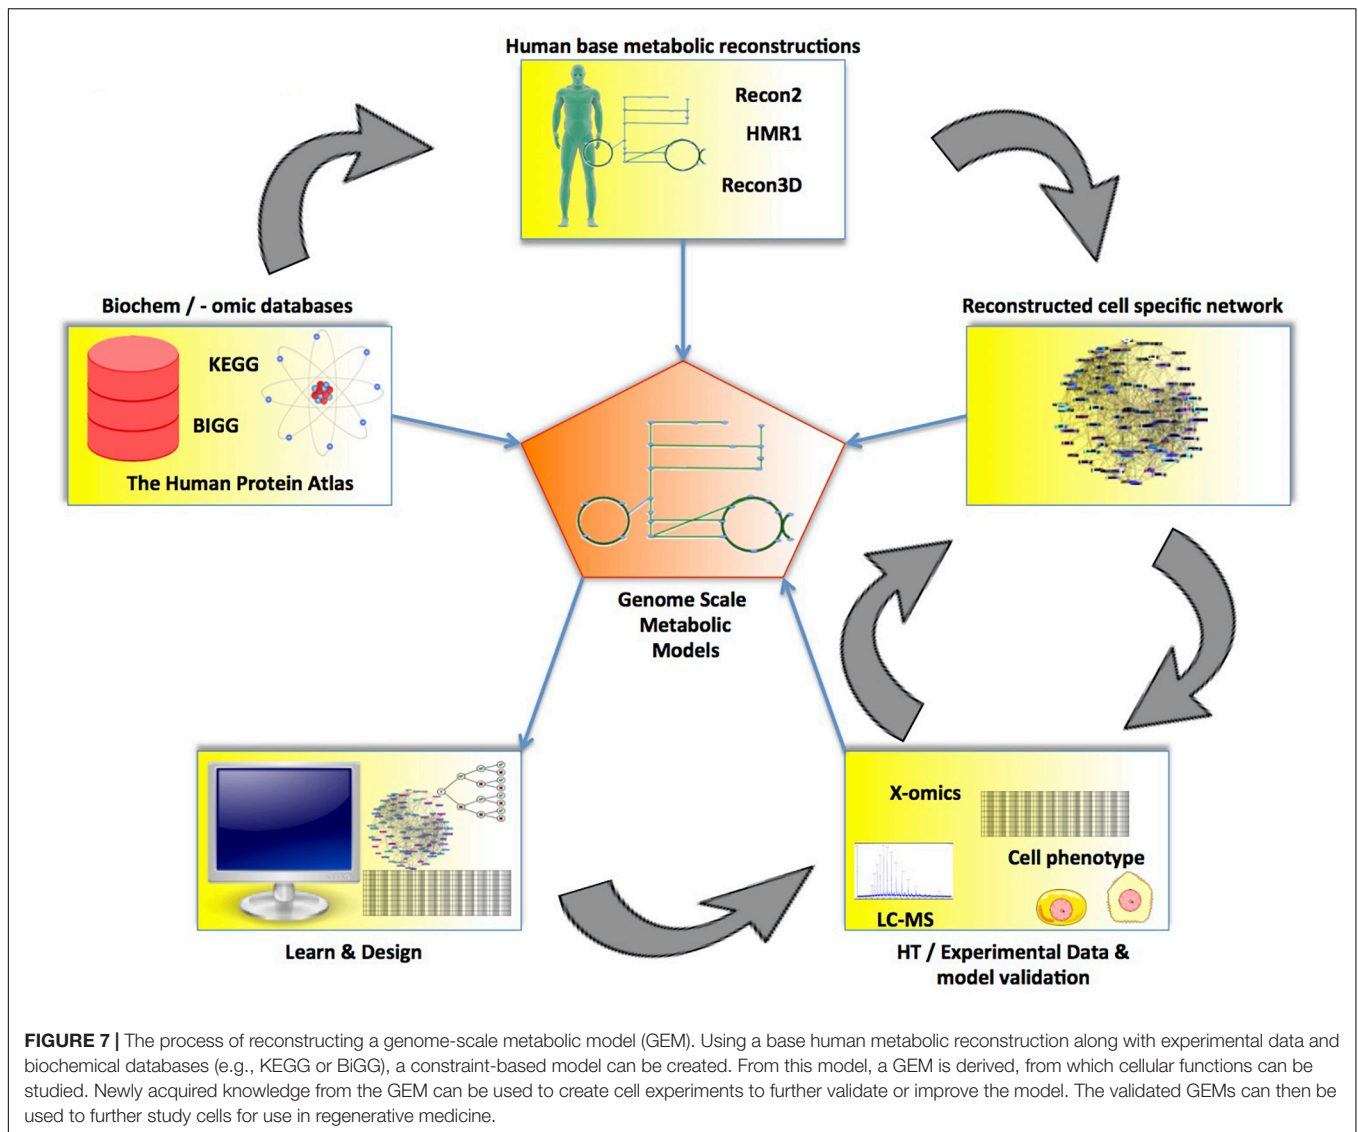 Human base metabolic reconstructions
Recon2
HMR1
Recon3D
Biochem / - omic databases
KEGG
BIGG
The Human Protein Atlas
Reconstructed cell specific network
Genome Scale
Metabolic
Models
Learn & Design
X-omics
Cell phenotype
LC-MS
HT / Experimental Data &
model validation
FIGURE 7 | The process of reconstructing a genome-scale metabolic model (GEM). Using a base human metabolic reconstruction along with experimental data and
biochemical databases (e.g., KEGG or BiGG), a constraint-based model can be created. From this model, a GEM is derived, from which cellular functions can be
studied. Newly acquired knowledge from the GEM can be used to create cell experiments to further validate or improve the model. The validated GEMs can then be
used to further study cells for use in regenerative medicine.